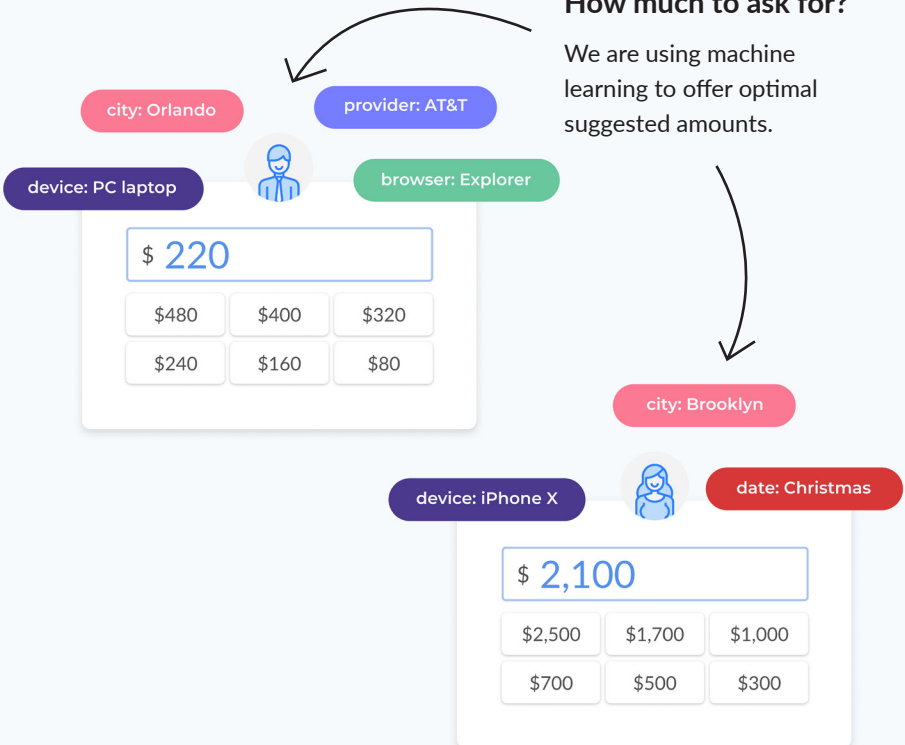 How much to ask for?
We are using machine
learning to offer optimal
suggested amounts.
city: Orlando
provider: AT&T
device: PC laptop
browser: Explorer
$ 220
$480 $400 $320
$240 $160 $80
city: Brooklyn
device: iPhone X
date: Christmas
$ 2,100
$2,500 $1,700 $1,000
$700 $500 $300